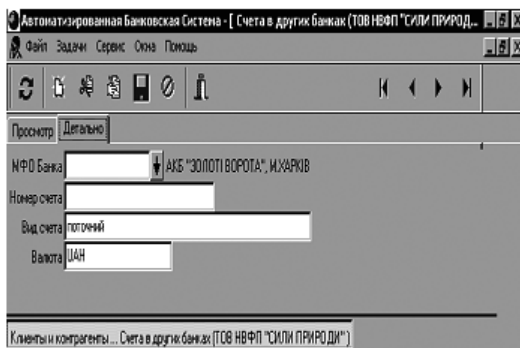 Автоматизированная Банковская Система - [ Счета в других банках (ТОВ НВФП "СИЛИ ПРИРОД...
Файл Задачи Сервис Окна Помощь
Просмотр Детально
МФО Банка АКБ "ЗОЛОТІ ВОРОТА", М.ХАРКІВ
Номер счета
Вид счета поточний
Валюта UAH
Клиенты и контрагенты ... Счета в других банках (ТОВ НВФП "СИЛИ ПРИРОДИ" )